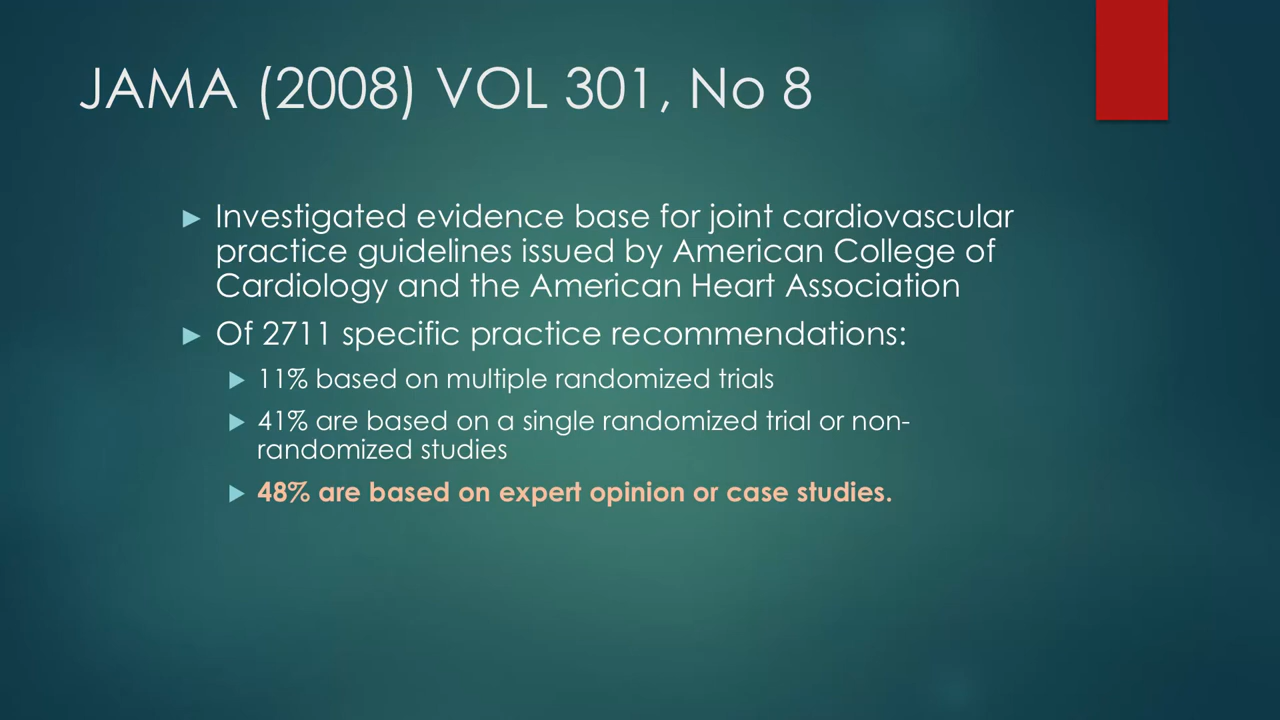 JAMA (2008) VOL 301, No 8
Investigated evidence base for joint cardiovascular
practice guidelines issued by American College of
Cardiology and the American Heart Association
Of 2711 specific practice recommendations:
11% based on multiple randomized trials
41% are based on a single randomized trial or non-
randomized studies
48% are based on expert opinion or case studies.